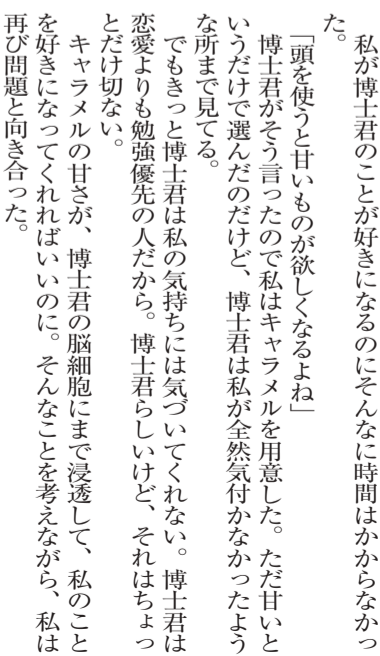 私が博士君のことが好きになるのにそんなに時間はかからなかっ
た。
「頭を使うと甘いものが欲しくなるよね」
　博士君がそう言ったので私はキャラメルを用意した。ただ甘いと
いうだけで選んだのだけど、博士君は私が全然気付かなかったよう
な所まで見てる。
　でもきっと博士君は私の気持ちには気づいてくれない。博士は
恋愛よりも勉強優先の人だから。博士君らしいけど、それはちょっ
とだけ切ない。
　キャラメルの甘さが、博士君の脳細胞にまで浸透して、私のこと
を好きになってくれればいいのに。そんなことを考えながら、私は
再び問題と向き合った。